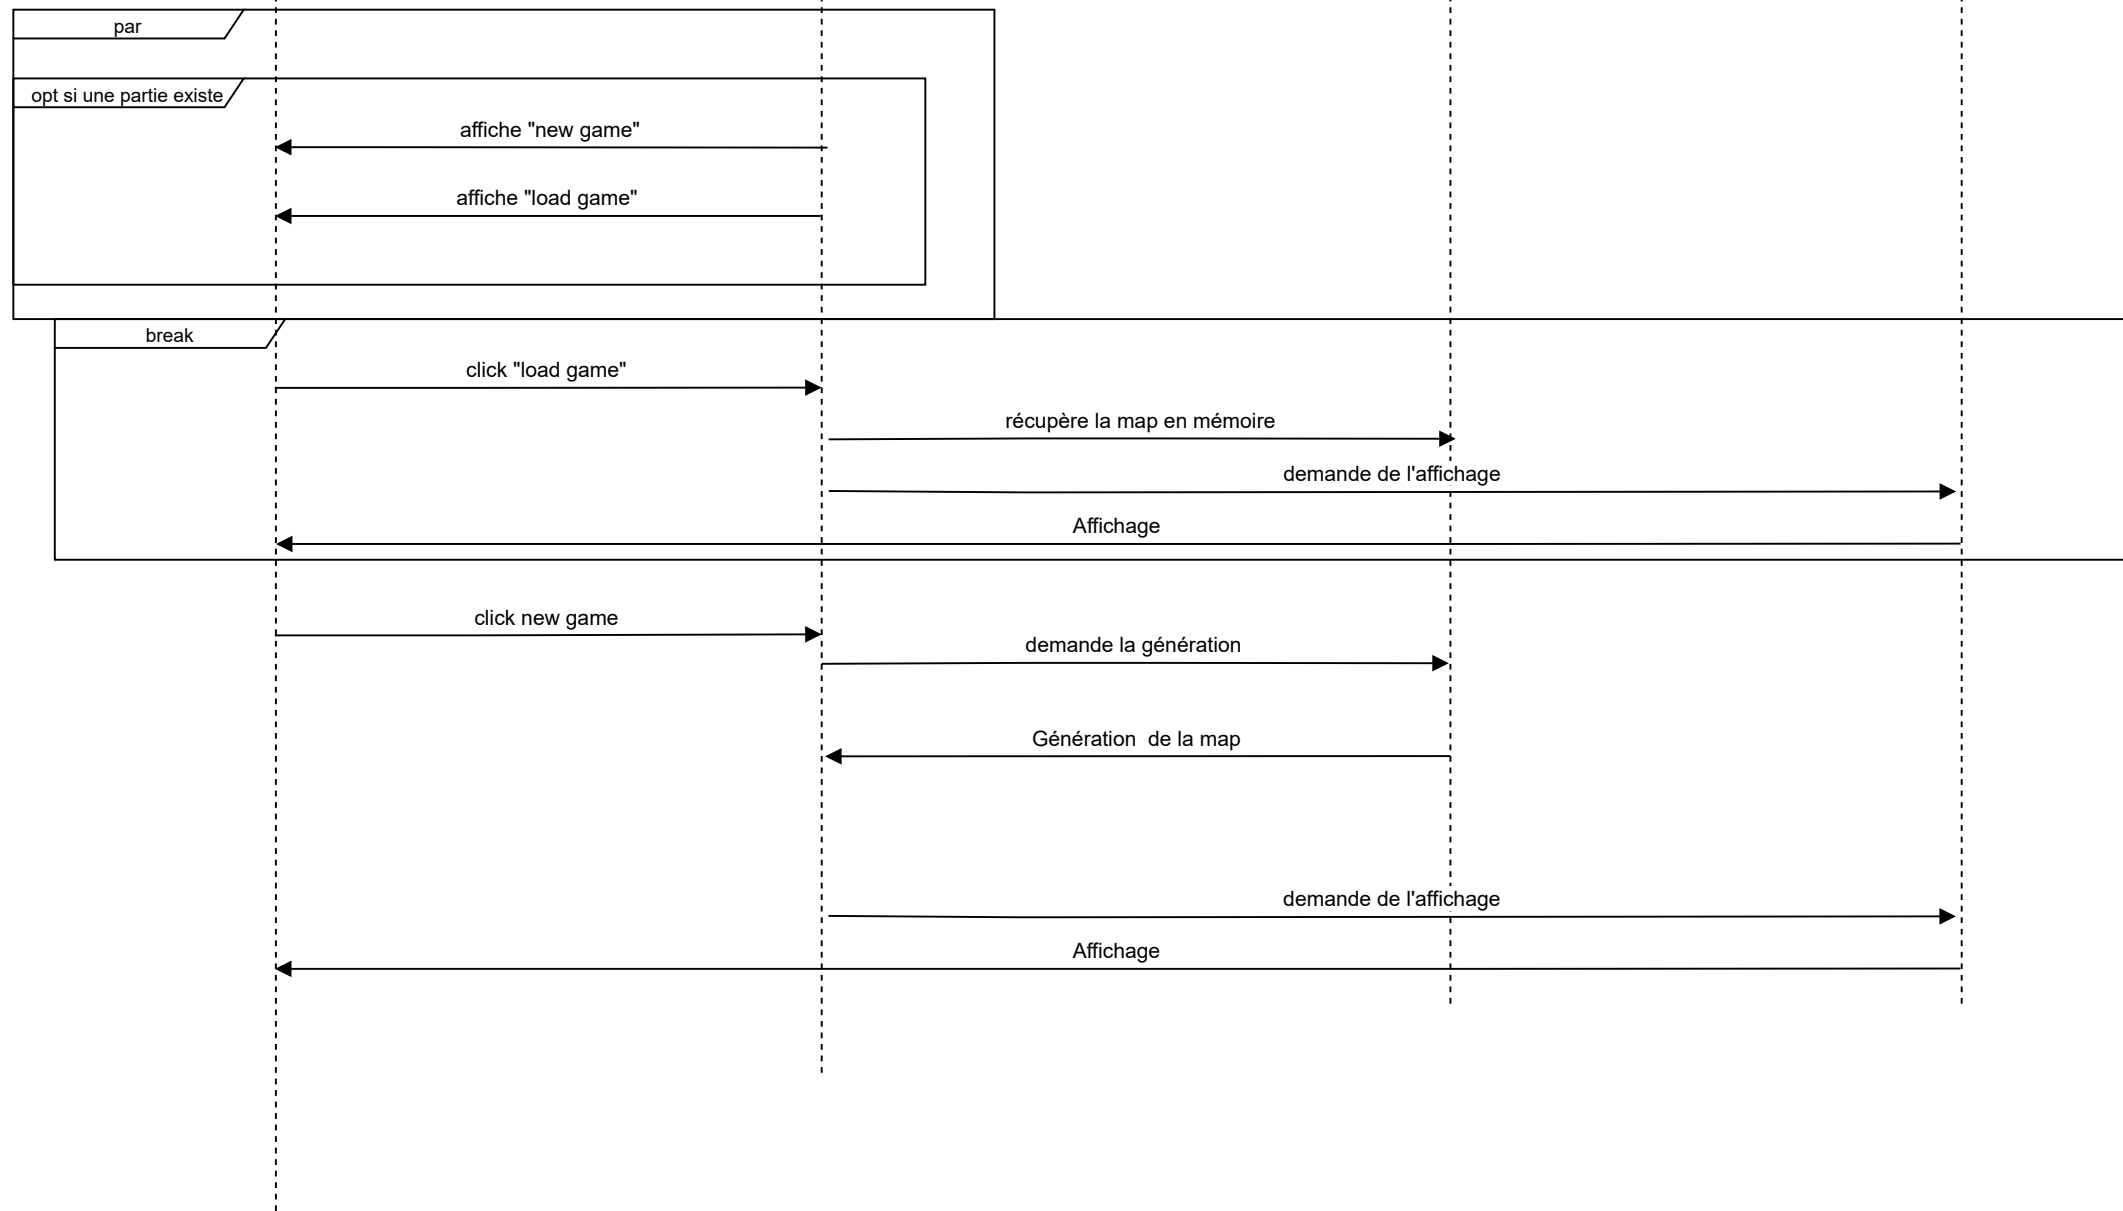 par
opt si une partie existe
affiche "new game"
affiche "load game"
break
click "load game"
récupère la map en mémoire
demande de l'affichage
Affichage
click new game
demande la génération
Génération  de la map
demande de l'affichage
Affichage